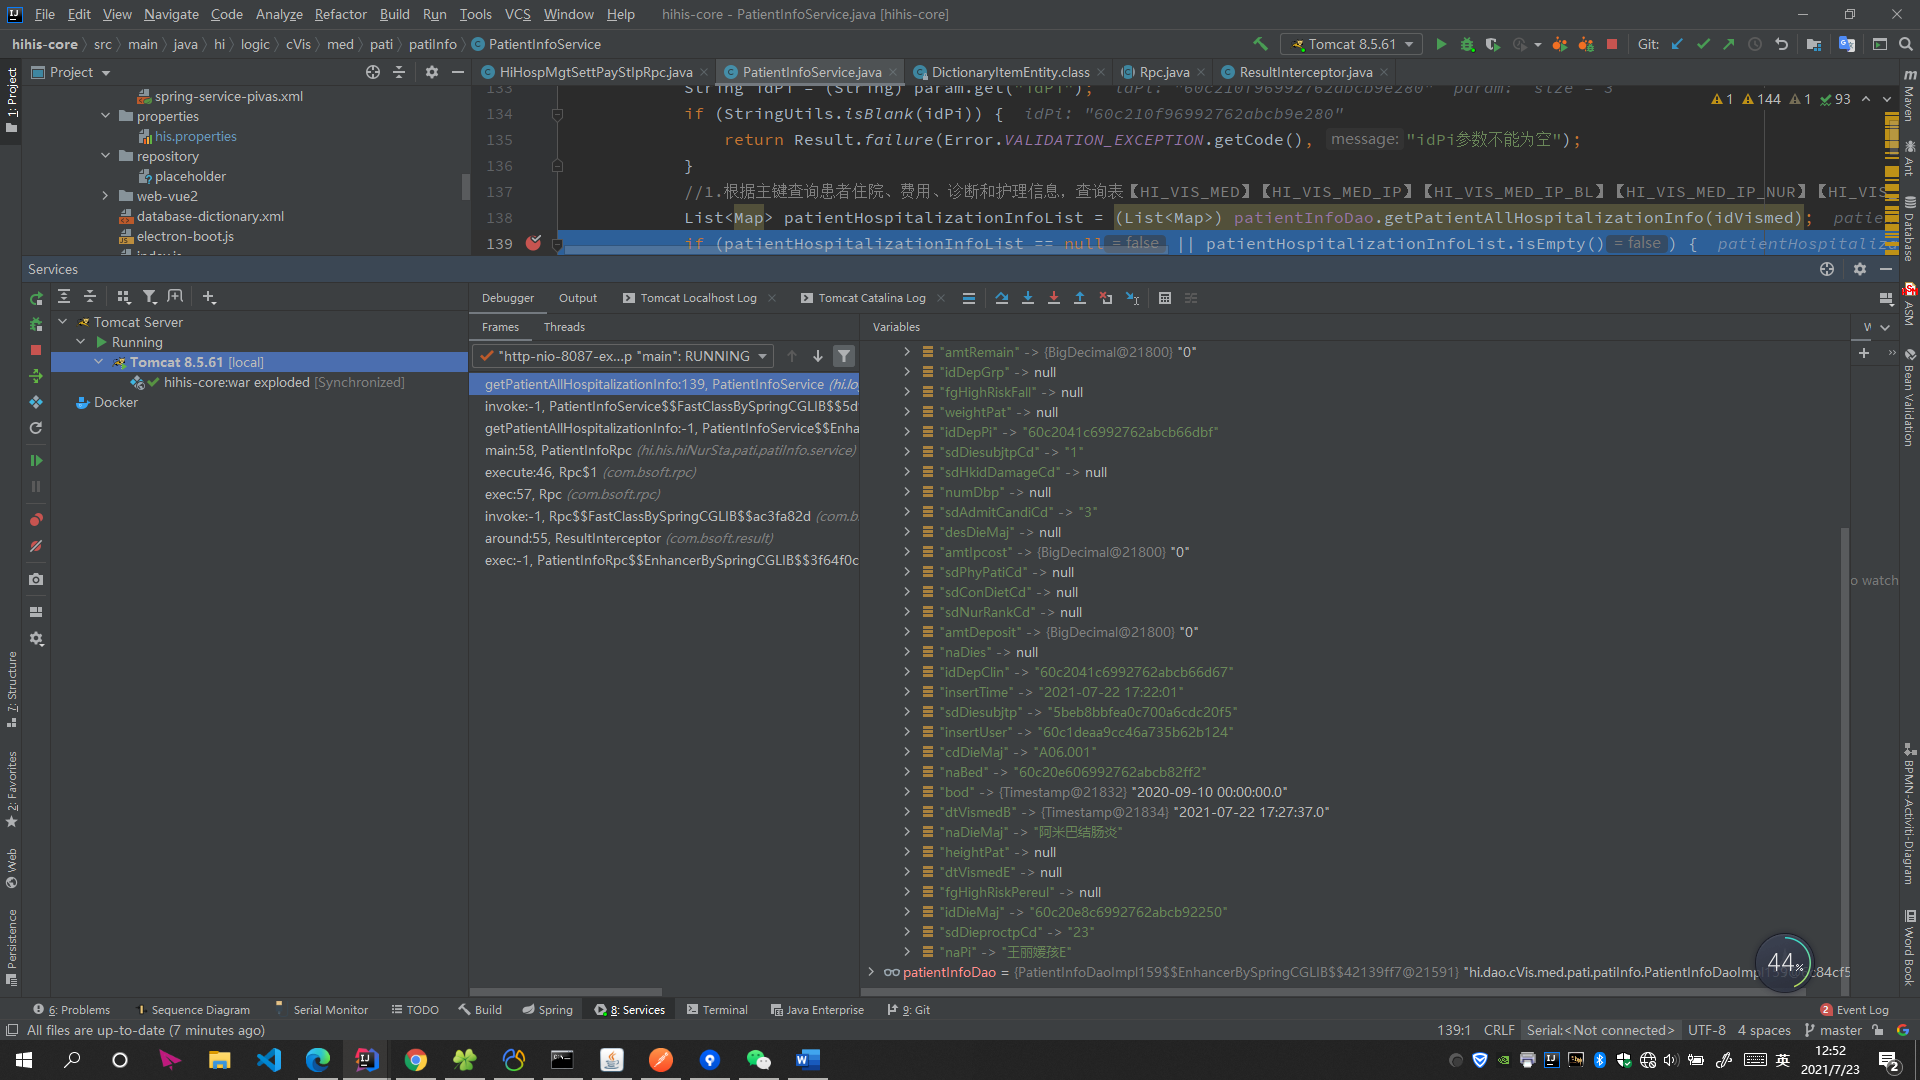 File Edit View Navigate Code Analyze Refactor Build Run Tools VCS Window Help hihis-core - PatientInfoService.java [hihis-core]
hihis-core src main java hi logic cVis med pati patiInfo PatientInfoService Tomcat 8.5.61 Git:
Project HiHospMgtSettPayStIpRpc.java PatientInfoService.java DictionaryItemEntity.class Rpc.java ResultInterceptor.java
spring-service-pivas.xml
properties
his.properties
repository
placeholder
web-vue2
database-dictionary.xml
electron-boot.js
133 String idPi = (String) param.get("idPi"); idPi: "60c210f96992762abcb9e280" param: size = 3
134 if (StringUtils.isBlank(idPi)) { idPi: "60c210f96992762abcb9e280"
135 return Result.failure(Error.VALIDATION_EXCEPTION.getCode(), message: "idPi参数不能为空");
136 }
137 //1.根据主键查询患者住院、费用、诊断和护理信息，查询表【HI_VIS_MED】【HI_VIS_MED_IP】【HI_VIS_MED_IP_BL】【HI_VIS_MED_IP_NUR】【HI_VIS
138 List<Map> patientHospitalizationInfoList = (List<Map>) patientInfoDao.getPatientAllHospitalizationInfo(idVismed); patie
139 if (patientHospitalizationInfoList == null = false || patientHospitalizationInfoList.isEmpty() = false ) { patientHospitaliza
1 144 1 93
Services
Tomcat Server
Running
Tomcat 8.5.61 [local]
hihis-core:war exploded [Synchronized]
Docker
Debugger Output Tomcat Localhost Log Tomcat Catalina Log
Frames Threads
"http-nio-8087-ex...p "main": RUNNING
getPatientAllHospitalizationInfo:139, PatientInfoService (hi.lo
invoke:-1, PatientInfoService$$FastClassBySpringCGLIB$$5d
getPatientAllHospitalizationInfo:-1, PatientInfoService$$Enha
main:58, PatientInfoRpc (hi.his.hiNurSta.pati.patiInfo.service)
execute:46, Rpc$1 (com.bsoft.rpc)
exec:57, Rpc (com.bsoft.rpc)
invoke:-1, Rpc$$FastClassBySpringCGLIB$$ac3fa82d (com.b
around:55, ResultInterceptor (com.bsoft.result)
exec:-1, PatientInfoRpc$$EnhancerBySpringCGLIB$$3f64f0c
Variables
"amtRemain" -> {BigDecimal@21800} "0"
"idDepGrp" -> null
"fgHighRiskFall" -> null
"weightPat" -> null
"idDepPi" -> "60c2041c6992762abcb66dbf"
"sdDiesubjtpCd" -> "1"
"sdHkidDamageCd" -> null
"numDbp" -> null
"sdAdmitCandiCd" -> "3"
"desDieMaj" -> null
"amtIpcost" -> {BigDecimal@21800} "0"
"sdPhyPatiCd" -> null
"sdConDietCd" -> null
"sdNurRankCd" -> null
"amtDeposit" -> {BigDecimal@21800} "0"
"naDies" -> null
"idDepClin" -> "60c2041c6992762abcb66d67"
"insertTime" -> "2021-07-22 17:22:01"
"sdDiesubjtp" -> "5beb8bbfea0c700a6cdc20f5"
"insertUser" -> "60c1deaa9cc46a735b62b124"
"cdDieMaj" -> "A06.001"
"naBed" -> "60c20e606992762abcb82ff2"
"bod" -> {Timestamp@21832} "2020-09-10 00:00:00.0"
"dtVismedB" -> {Timestamp@21834} "2021-07-22 17:27:37.0"
"naDieMaj" -> "阿米巴结肠炎"
"heightPat" -> null
"dtVismedE" -> null
"fgHighRiskPereul" -> null
"idDieMaj" -> "60c20e8c6992762abcb92250"
"sdDieproctpCd" -> "23"
"naPi" -> "王丽媛孩E"
patientInfoDao = {PatientInfoDaoImpl159$$EnhancerBySpringCGLIB$$42139ff7@21591} "hi.dao.cVis.med.pati.patiInfo.PatientInfoDaoImpl
o watch
44%
1: Project
7: Structure
2: Favorites
Web
Persistence
Maven
Ant
Database
ASM
Bean Validation
BPMN-Activiti-Diagram
Word Book
6: Problems Sequence Diagram Serial Monitor TODO Build Spring 8: Services Terminal Java Enterprise 9: Git 2 Event Log
All files are up-to-date (7 minutes ago) 139:1 CRLF Serial:<Not connected> UTF-8 4 spaces master
英 12:52
2021/7/23
2